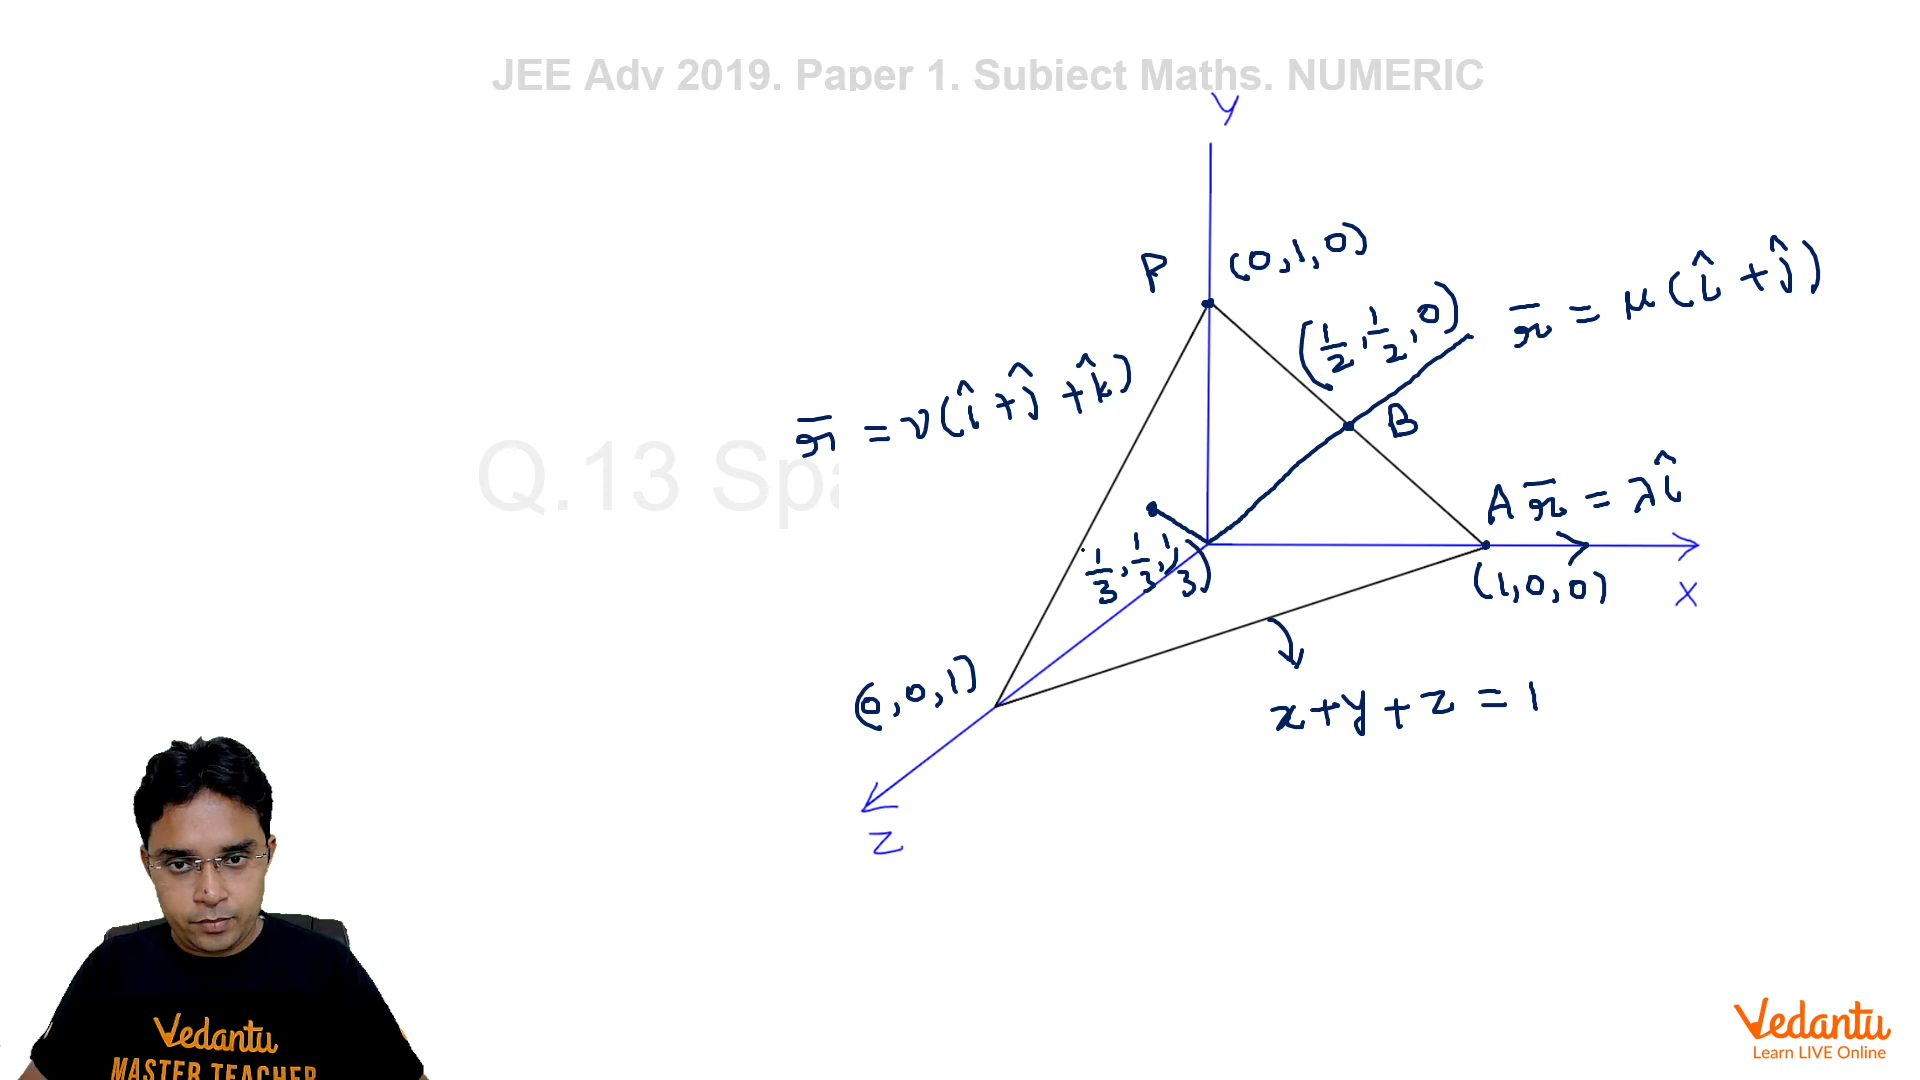 JEE Adv 2019. Paper 1. Subject Maths. NUMERIC
Y
P (0,1,0)
(1/2, 1/2, 0)
r̄ = μ(î + ĵ)
r̄ = ν(î + ĵ + k̂)
B
Q.13
A r̄ = λî
1/3, 1/3, 1/3)
(1,0,0)
X
(0,0,1)
x+y+z = 1
Z
Vedantu
MASTER TEACHER
Vedantu
Learn LIVE Online